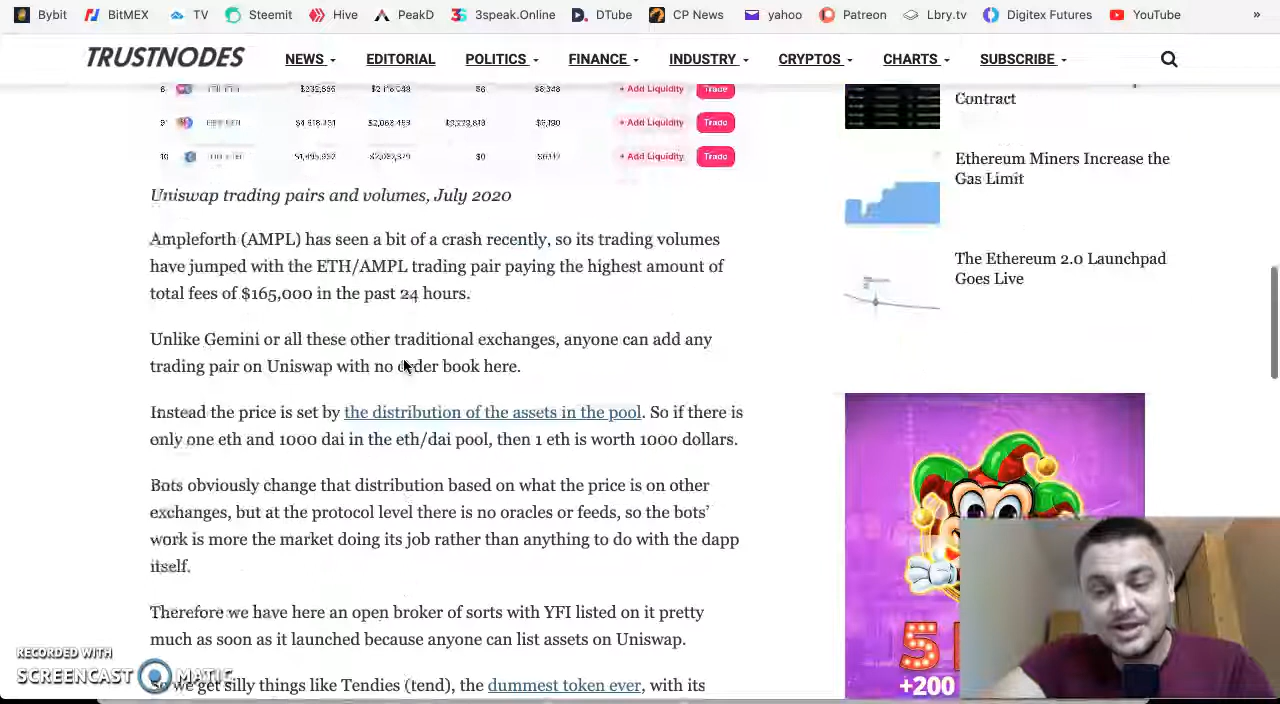 Bybit BitMEX TV Steemit Hive PeakD 3speak.Online DTube CP News yahoo Patreon Lbry.tv Digitex Futures YouTube »
TRUSTNODES NEWS EDITORIAL POLITICS FINANCE INDUSTRY CRYPTOS CHARTS SUBSCRIBE
+ Add Liquidity Trade
+ Add Liquidity Trade
10 $0 + Add Liquidity Trade
Uniswap trading pairs and volumes, July 2020
Ampleforth (AMPL) has seen a bit of a crash recently, so its trading volumes
have jumped with the ETH/AMPL trading pair paying the highest amount of
total fees of $165,000 in the past 24 hours.
Unlike Gemini or all these other traditional exchanges, anyone can add any
trading pair on Uniswap with no order book here.
Instead the price is set by the distribution of the assets in the pool. So if there is
only one eth and 1000 dai in the eth/dai pool, then 1 eth is worth 1000 dollars.
Bots obviously change that distribution based on what the price is on other
exchanges, but at the protocol level there is no oracles or feeds, so the bots'
work is more the market doing its job rather than anything to do with the dapp
itself.
Therefore we have here an open broker of sorts with YFI listed on it pretty
much as soon as it launched because anyone can list assets on Uniswap.
we get silly things like Tendies (tend), the dummest token ever, with its
Contract
Ethereum Miners Increase the
Gas Limit
The Ethereum 2.0 Launchpad
Goes Live
5
+200
RECORDED WITH
SCREENCAST MATIC